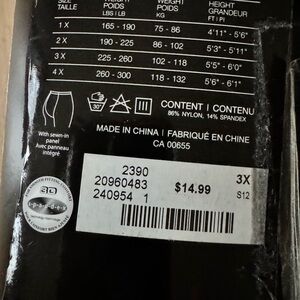 SIZE WEIGHT WEIGHT HEIGHT
TAILLE POIDS POIDS GRANDEUR
LBS | LB KG FT | PI
1 X 165 - 190 75 - 86 4'11" - 5'6"
2 X 190 - 225 86 - 102 5'3" - 5'11"
3 X 225 - 260 102 - 118 5'5" - 6'0"
4 X 260 - 300 118 - 132 5'6" - 6'1"
With sewn-in
panel
Avec panneau
intégré
30°
CONTENT | CONTENU
86% NYLON, 14% SPANDEX
MADE IN CHINA | FABRIQUÉ EN CHINE
CA 00655
2390
20960483 $14.99 3X
240954 1 S12